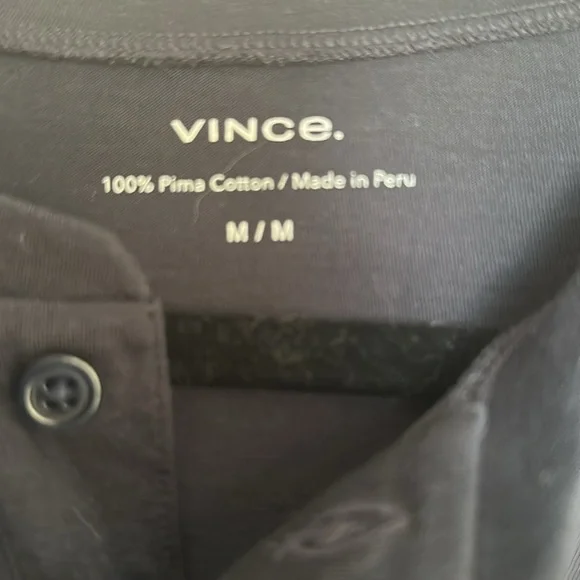 VINCE.
100% Pima Cotton / Made in Peru
M / M